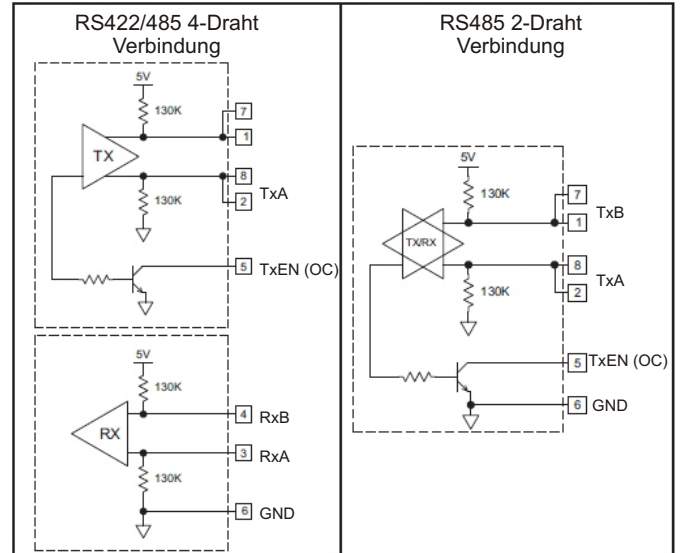 RS422/485 4-Draht
Verbindung
5V
130K
7
1
TX
8
TxA
130K
2
5
TxEN (OC)
5V
130K
RX
4
RxB
3
RxA
130K
6
GND
RS485 2-Draht
Verbindung
5V
130K
7
TxB
1
TX/RX
8
TxA
130K
2
5
TxEN (OC)
6
GND